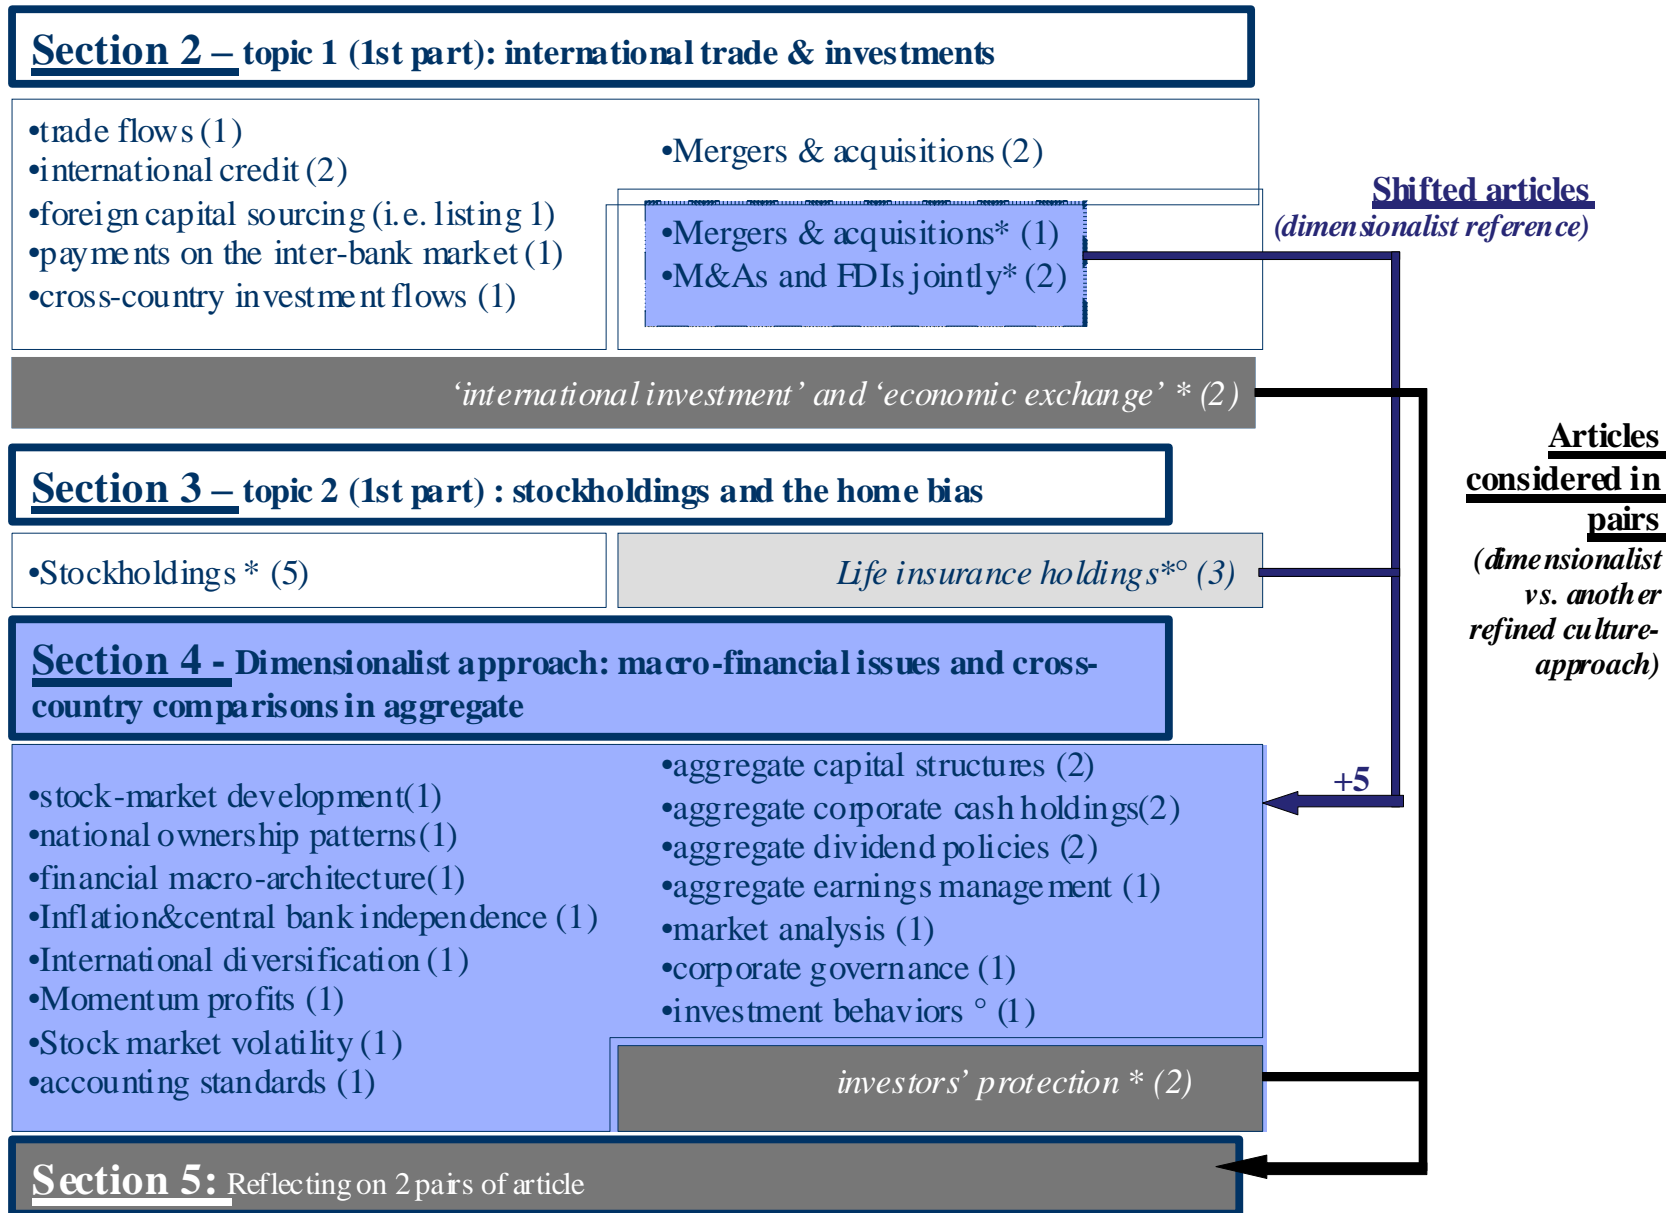 Section 2 – topic 1 (1st part): international trade & investments
•trade flows (1)
•international credit (2)
•foreign capital sourcing (i.e. listing 1)
•payments on the inter-bank market (1)
•cross-country investment flows (1)
•Mergers & acquisitions (2)
•Mergers & acquisitions* (1)
•M&As and FDIs jointly* (2)
Shifted articles
(dimensionalist reference)
‘international investment’ and ‘economic exchange’ * (2)
Section 3 – topic 2 (1st part) : stockholdings and the home bias
•Stockholdings * (5)
Life insurance holdings*° (3)
Articles
considered in
pairs
(dimensionalist
vs. another
refined culture-
approach)
Section 4 - Dimensionalist approach: macro-financial issues and cross-
country comparisons in aggregate
•stock-market development(1)
•national ownership patterns(1)
•financial macro-architecture(1)
•Inflation&central bank independence (1)
•International diversification (1)
•Momentum profits (1)
•Stock market volatility (1)
•accounting standards (1)
•aggregate capital structures (2)
•aggregate corporate cash holdings(2)
•aggregate dividend policies (2)
•aggregate earnings management (1)
•market analysis (1)
•corporate governance (1)
•investment behaviors ° (1)
+5
investors’ protection * (2)
Section 5: Reflecting on 2 pairs of article